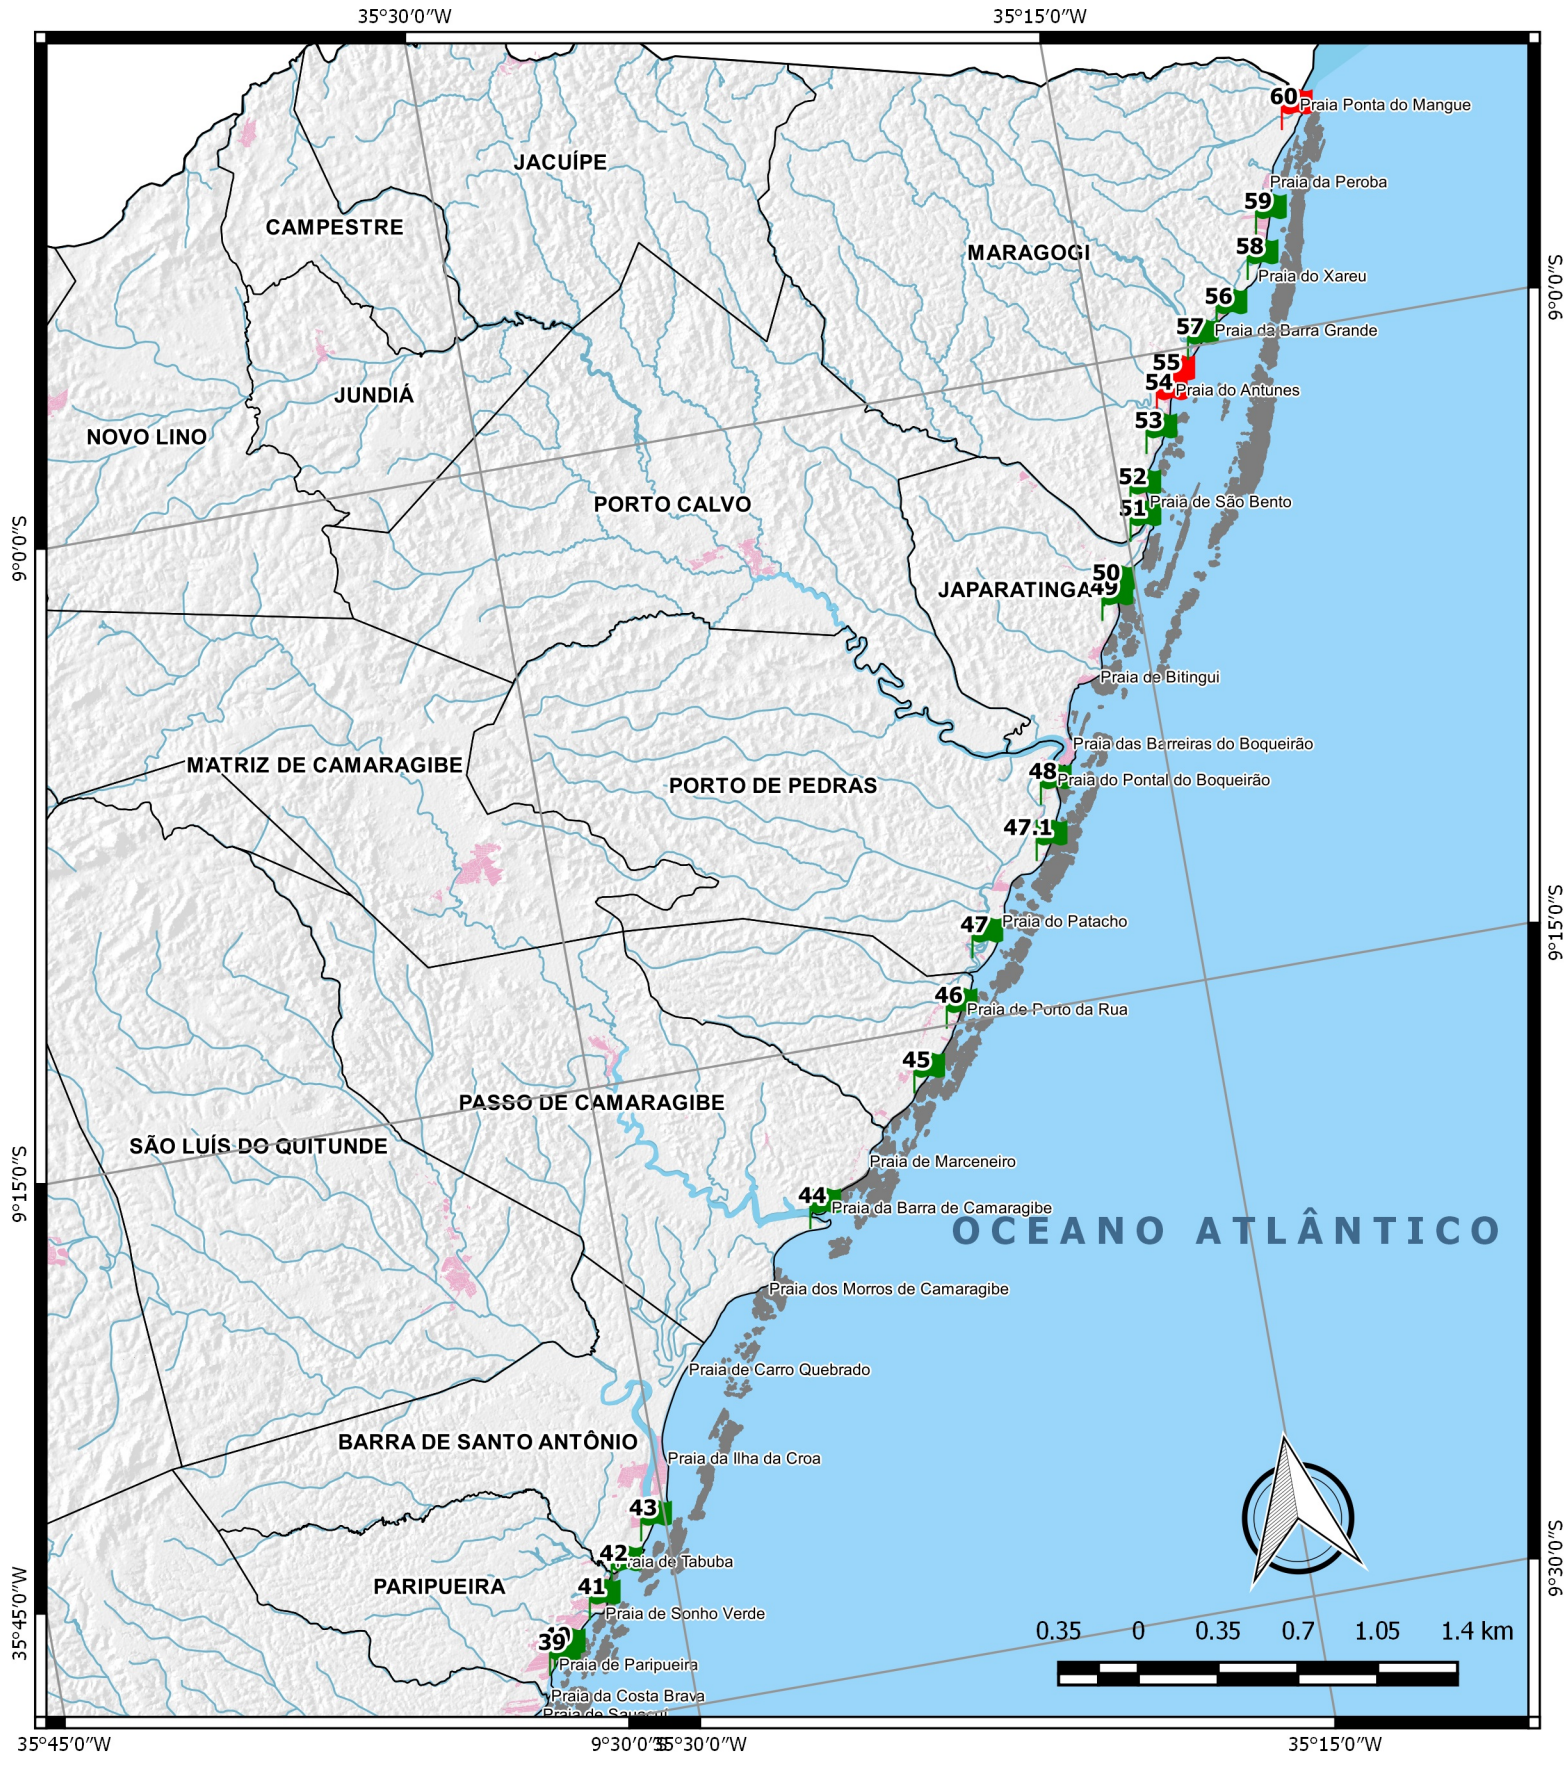 35°30′0″W
35°15′0″W
60
Praia Ponta do Mangue
JACUÍPE
Praia da Peroba
59
CAMPESTRE
58
MARAGOGI
Praia do Xareu
9°0′0″S
56
57
Praia da Barra Grande
55
54
Praia do Antunes
JUNDIÁ
53
NOVO LINO
52
PORTO CALVO
Praia de São Bento
51
9°0′0″S
50
JAPARATINGA
49
Praia de Bitingui
Praia das Barreiras do Boqueirão
MATRIZ DE CAMARAGIBE
48
Praia do Pontal do Boqueirão
PORTO DE PEDRAS
47.1
47
Praia do Patacho
9°15′0″S
46
Praia de Porto da Rua
45
PASSO DE CAMARAGIBE
SÃO LUÍS DO QUITUNDE
Praia de Marceneiro
9°15′0″S
44
Praia da Barra de Camaragibe
OCEANO ATLÂNTICO
Praia dos Morros de Camaragibe
Praia de Carro Quebrado
BARRA DE SANTO ANTÔNIO
Praia da Ilha da Croa
43
42
Praia de Tabuba
9°30′0″S
41
PARIPUEIRA
Praia de Sonho Verde
35°45′0″W
39
0.35 0 0.35 0.7 1.05 1.4 km
Praia de Paripueira
Praia da Costa Brava
35°45′0″W
9°30′0″S
35°30′0″W
35°15′0″W